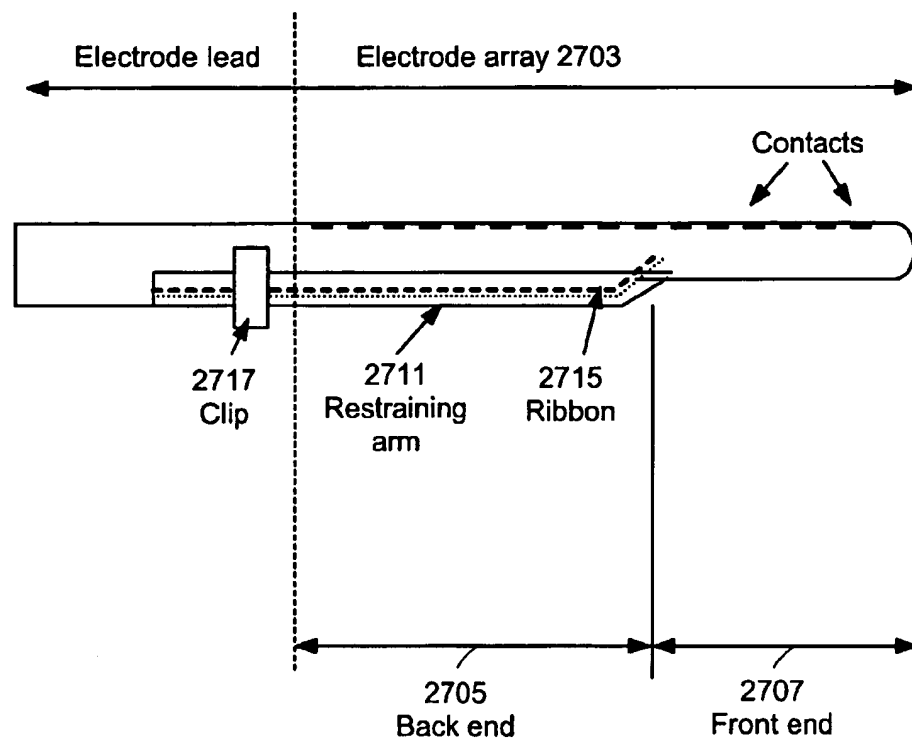 Electrode lead
Electrode array 2703
Contacts
2717
Clip
2711
Restraining
arm
2715
Ribbon
2705
Back end
2707
Front end